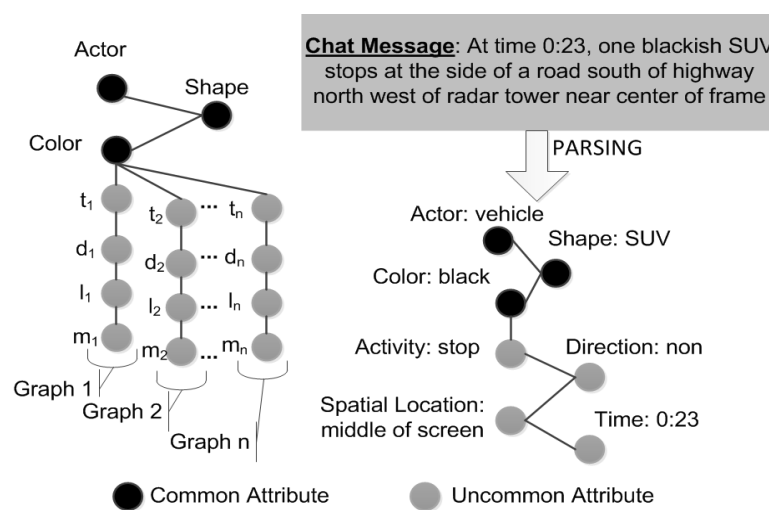 Actor
Shape
Color
t1 t2 ... tn
d1 d2 ... dn
l1 l2 ... ln
m1 m2 ... mn
Graph 1
Graph 2
Graph n
Chat Message: At time 0:23, one blackish SUV
stops at the side of a road south of highway
north west of radar tower near center of frame
PARSING
Actor: vehicle
Shape: SUV
Color: black
Activity: stop
Direction: non
Spatial Location:
middle of screen
Time: 0:23
Common Attribute
Uncommon Attribute